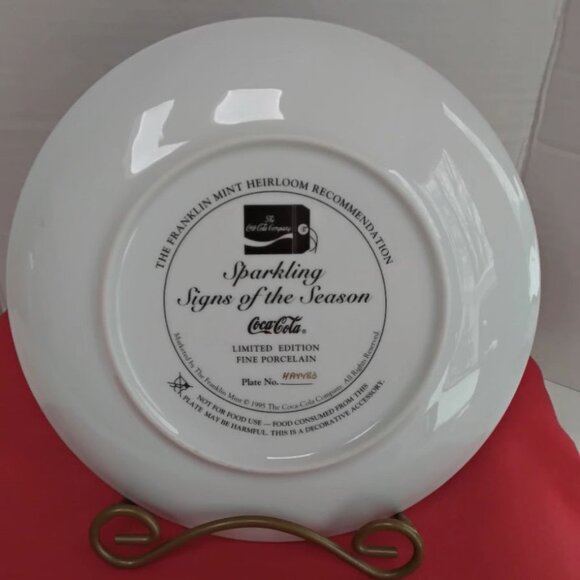 THE FRANKLIN MINT HEIRLOOM RECOMMENDATION
The
Coca-Cola Company
Sparkling
Signs of the Season
Coca-Cola®
LIMITED EDITION
FINE PORCELAIN
Plate No.
Marketed by The Franklin Mint © 1995 The Coca-Cola Company. All Rights Reserved.
NOT FOR FOOD USE — FOOD CONSUMED FROM THIS
PLATE MAY BE HARMFUL. THIS IS A DECORATIVE ACCESSORY.